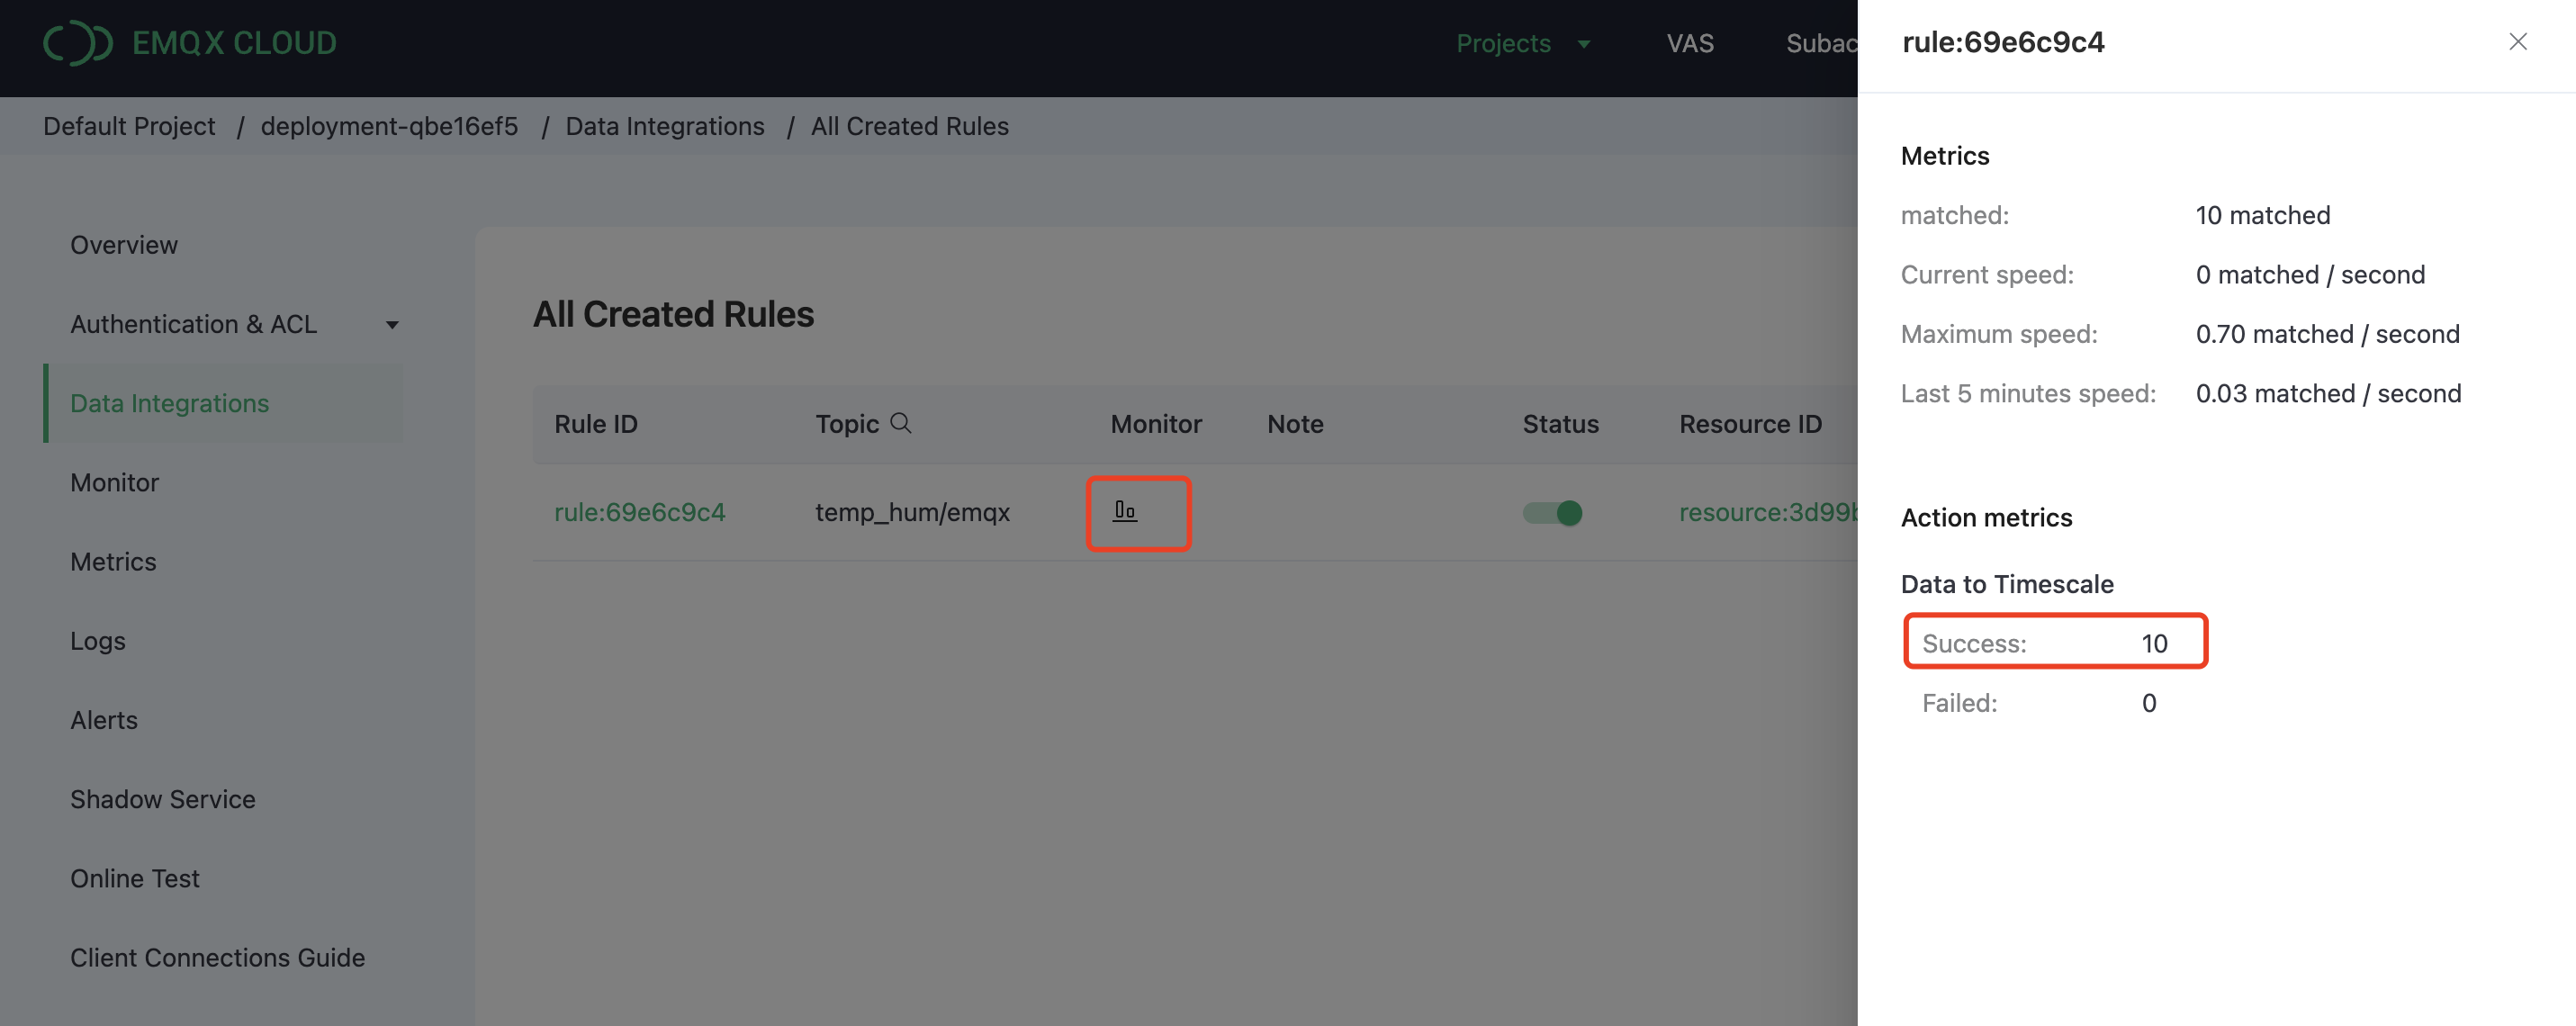 EMQX CLOUD
Projects
VAS
Default Project / deployment-qbe16ef5 / Data Integrations / All Created Rules
Overview
Authentication & ACL
Data Integrations
Monitor
Metrics
Logs
Alerts
Shadow Service
Online Test
Client Connections Guide
All Created Rules
Rule ID Topic Monitor Note Status Resource ID
rule:69e6c9c4 temp_hum/emqx
rule:69e6c9c4
Metrics
matched: 10 matched
Current speed: 0 matched / second
Maximum speed: 0.70 matched / second
Last 5 minutes speed: 0.03 matched / second
Action metrics
Data to Timescale
Success: 10
Failed: 0